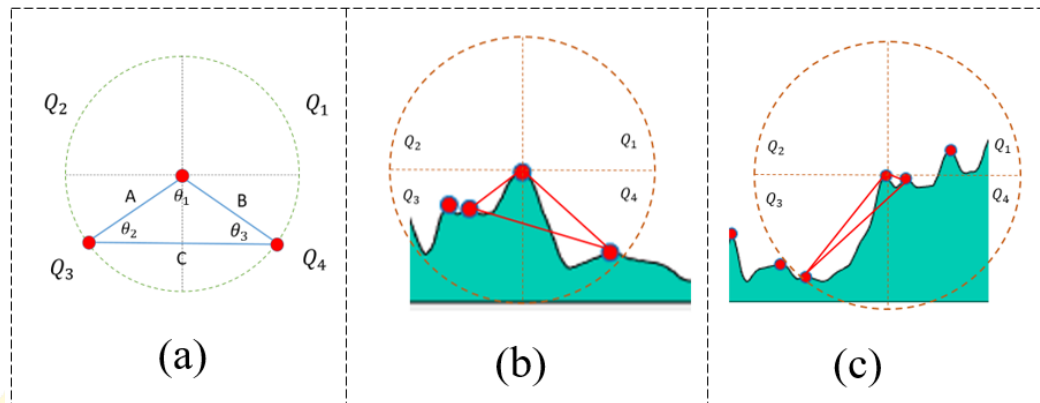 Q₂ Q₁
A θ₁ B
θ₂ θ₃
C
Q₃ Q₄
(a)
Q₂ Q₁
Q₃ Q₄
(b)
Q₂ Q₁
Q₃ Q₄
(c)